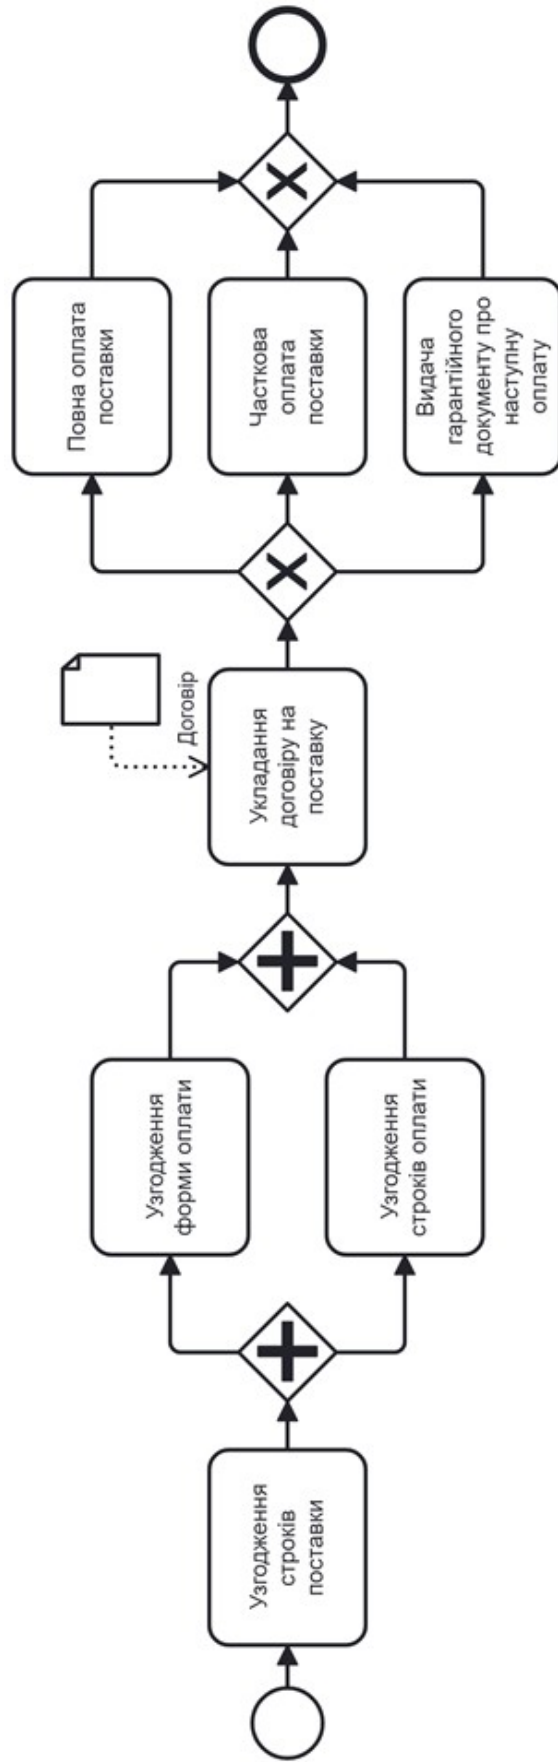 Узгодження
строків
поставки
Узгодження
форми оплати
Узгодження
строків оплати
Укладання
договіру на
поставку
Договір
Повна оплата
поставки
Часткова
оплата
поставки
Видача
гарантійного
документу про
наступну
оплату